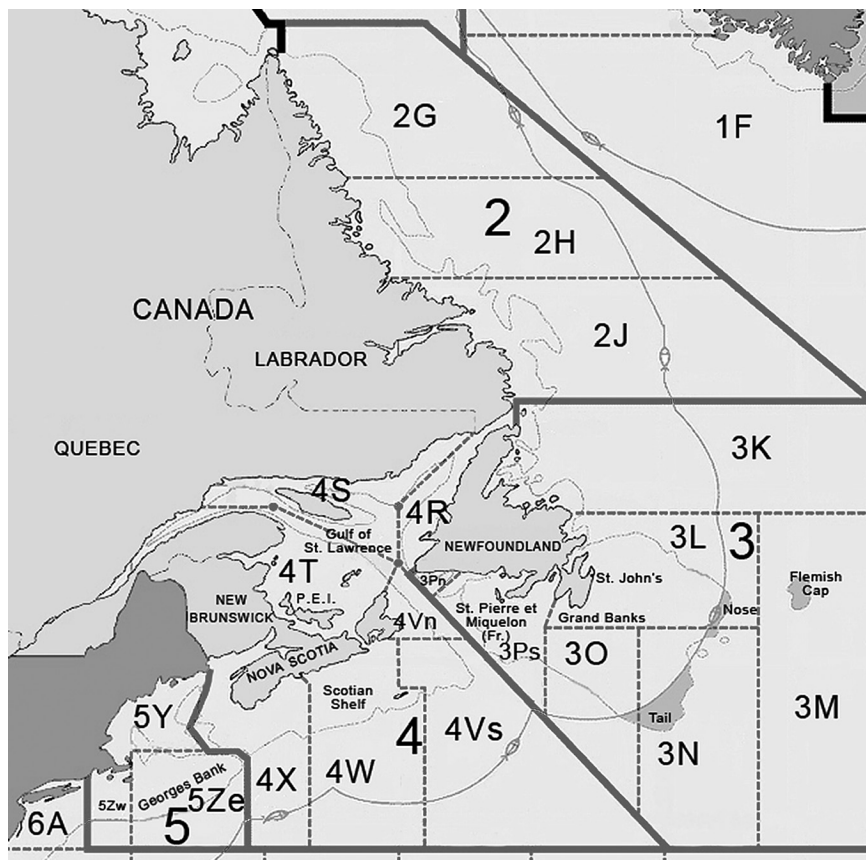 2G
1F
2
2H
CANADA
2J
LABRADOR
QUEBEC
3K
4S
4R
3L
3
Gulf of
St. Lawrence
NEWFOUNDLAND
4T
3Pn
St. John's
Flemish
Cap
P.E.I.
NEW
BRUNSWICK
4Vn
St. Pierre et
Miquelon
(Fr.)
Grand Banks
Nose
3Ps
3O
NOVA SCOTIA
Scotian
Shelf
5Y
4
4Vs
Tail
3M
3N
4X
4W
Georges Bank
5Zw
5Ze
5
6A